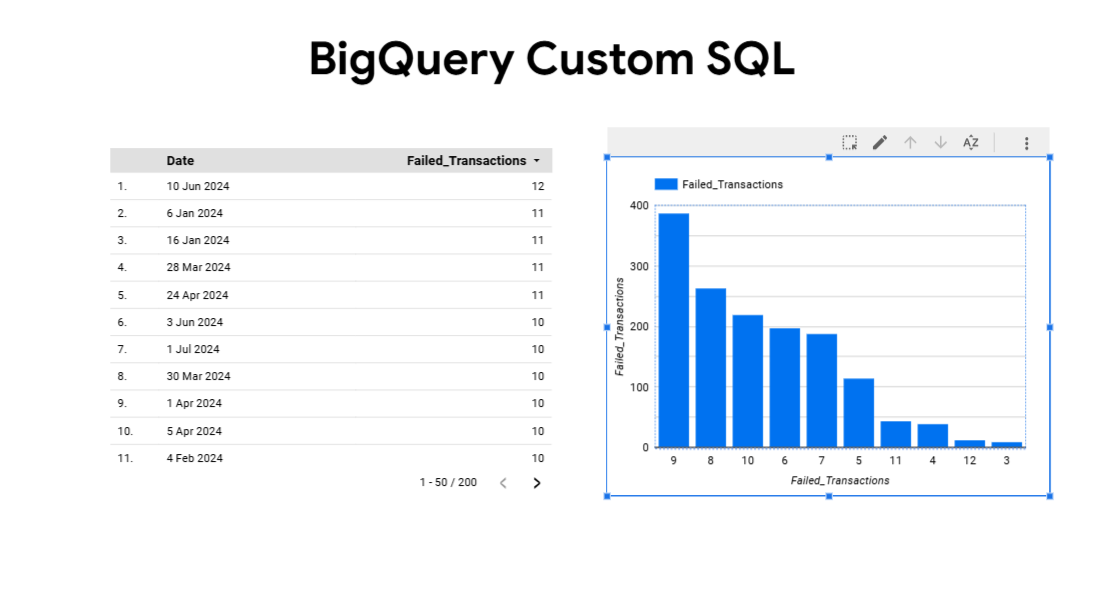 BigQuery Custom SQL
Date Failed_Transactions
1. 10 Jun 2024 12
2. 6 Jan 2024 11
3. 16 Jan 2024 11
4. 28 Mar 2024 11
5. 24 Apr 2024 11
6. 3 Jun 2024 10
7. 1 Jul 2024 10
8. 30 Mar 2024 10
9. 1 Apr 2024 10
10. 5 Apr 2024 10
11. 4 Feb 2024 10
1 - 50 / 200
AZ
Failed_Transactions
400
300
200
100
0
Failed_Transactions
9 8 10 6 7 5 11 4 12 3
Failed_Transactions